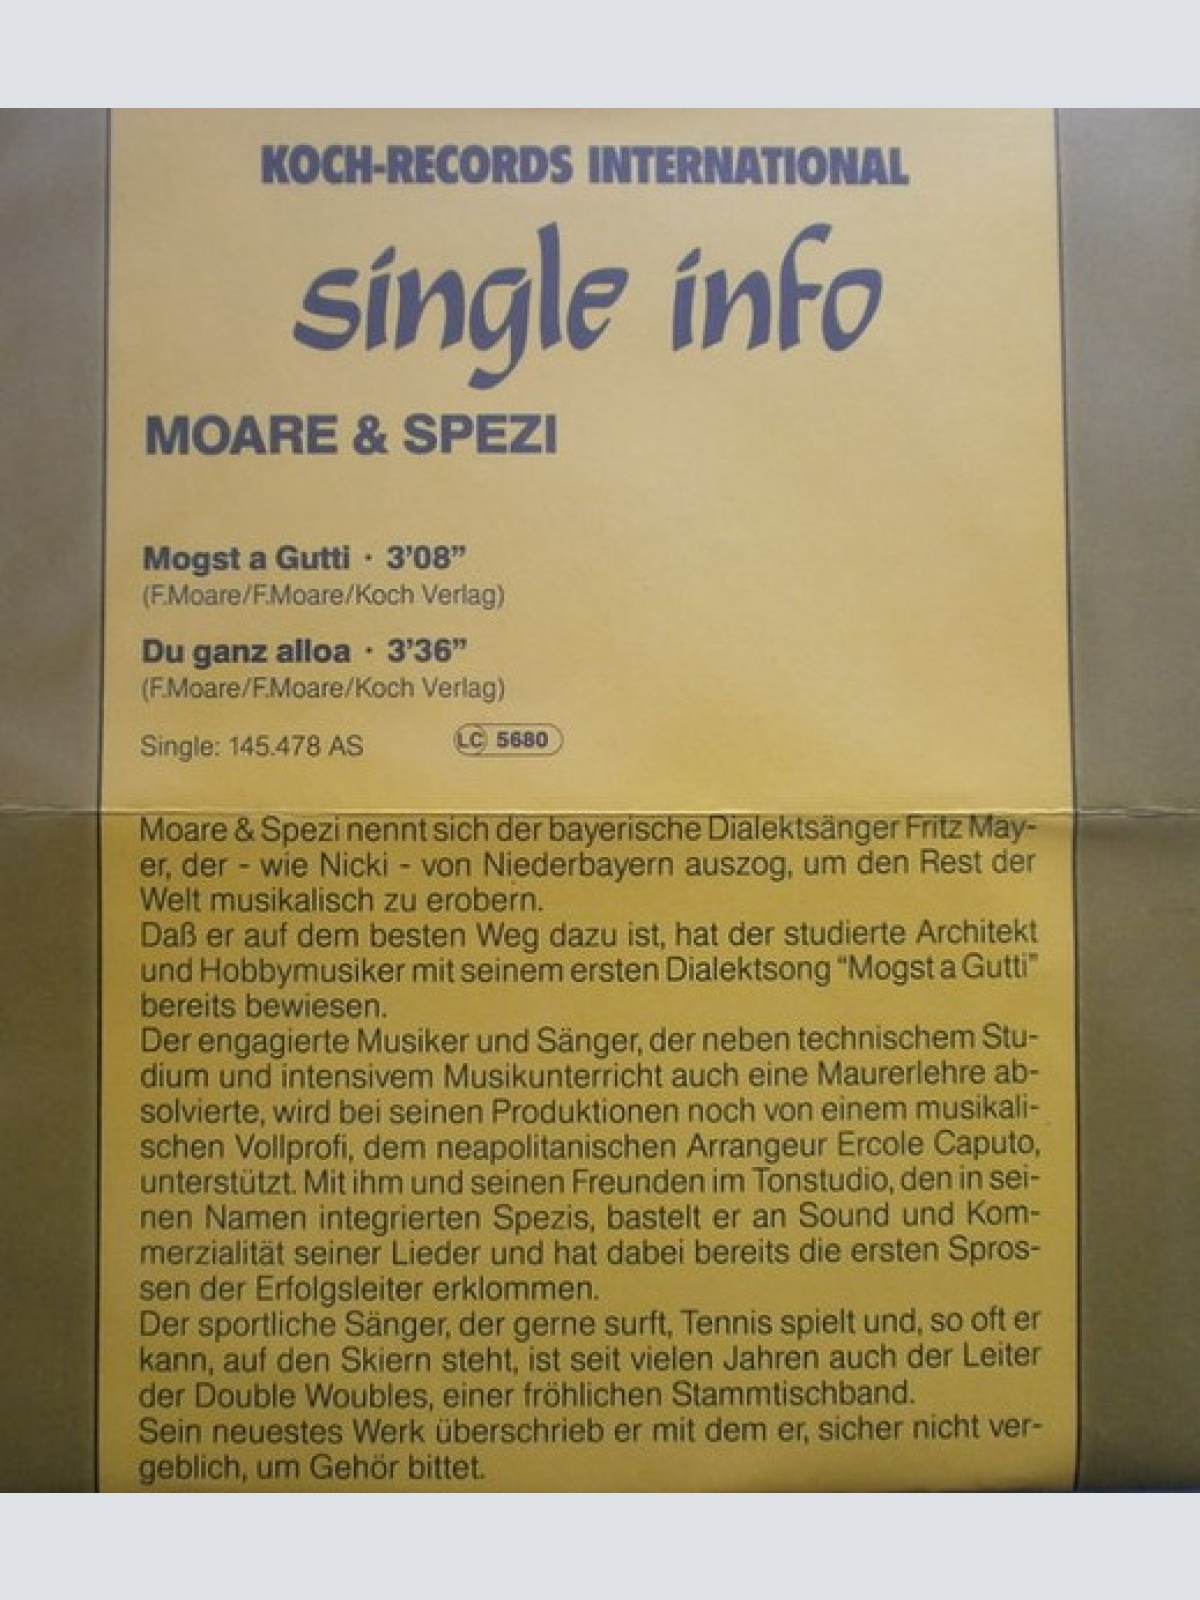 KOCH-RECORDS INTERNATIONAL
single info
MOARE & SPEZI
Mogst a Gutti · 3'08”
(F.Moare/F.Moare/Koch Verlag)
Du ganz alloa · 3'36”
(F.Moare/F.Moare/Koch Verlag)
Single: 145.478 AS LC 5680
Moare & Spezi nennt sich der bayerische Dialektsänger Fritz May-
er, der - wie Nicki - von Niederbayern auszog, um den Rest der
Welt musikalisch zu erobern.
Daß er auf dem besten Weg dazu ist, hat der studierte Architekt
und Hobbymusiker mit seinem ersten Dialektsong “Mogst a Gutti”
bereits bewiesen.
Der engagierte Musiker und Sänger, der neben technischem Stu-
dium und intensivem Musikunterricht auch eine Maurerlehre ab-
solvierte, wird bei seinen Produktionen noch von einem musikali-
schen Vollprofi, dem neapolitanischen Arrangeur Ercole Caputo,
unterstützt. Mit ihm und seinen Freunden im Tonstudio, den in sei-
nen Namen integrierten Spezis, bastelt er an Sound und Kom-
merzialität seiner Lieder und hat dabei bereits die ersten Spros-
sen der Erfolgsleiter erklommen.
Der sportliche Sänger, der gerne surft, Tennis spielt und, so oft er
kann, auf den Skiern steht, ist seit vielen Jahren auch der Leiter
der Double Woubles, einer fröhlichen Stammtischband.
Sein neuestes Werk überschrieb er mit dem er, sicher nicht ver-
geblich, um Gehör bittet.